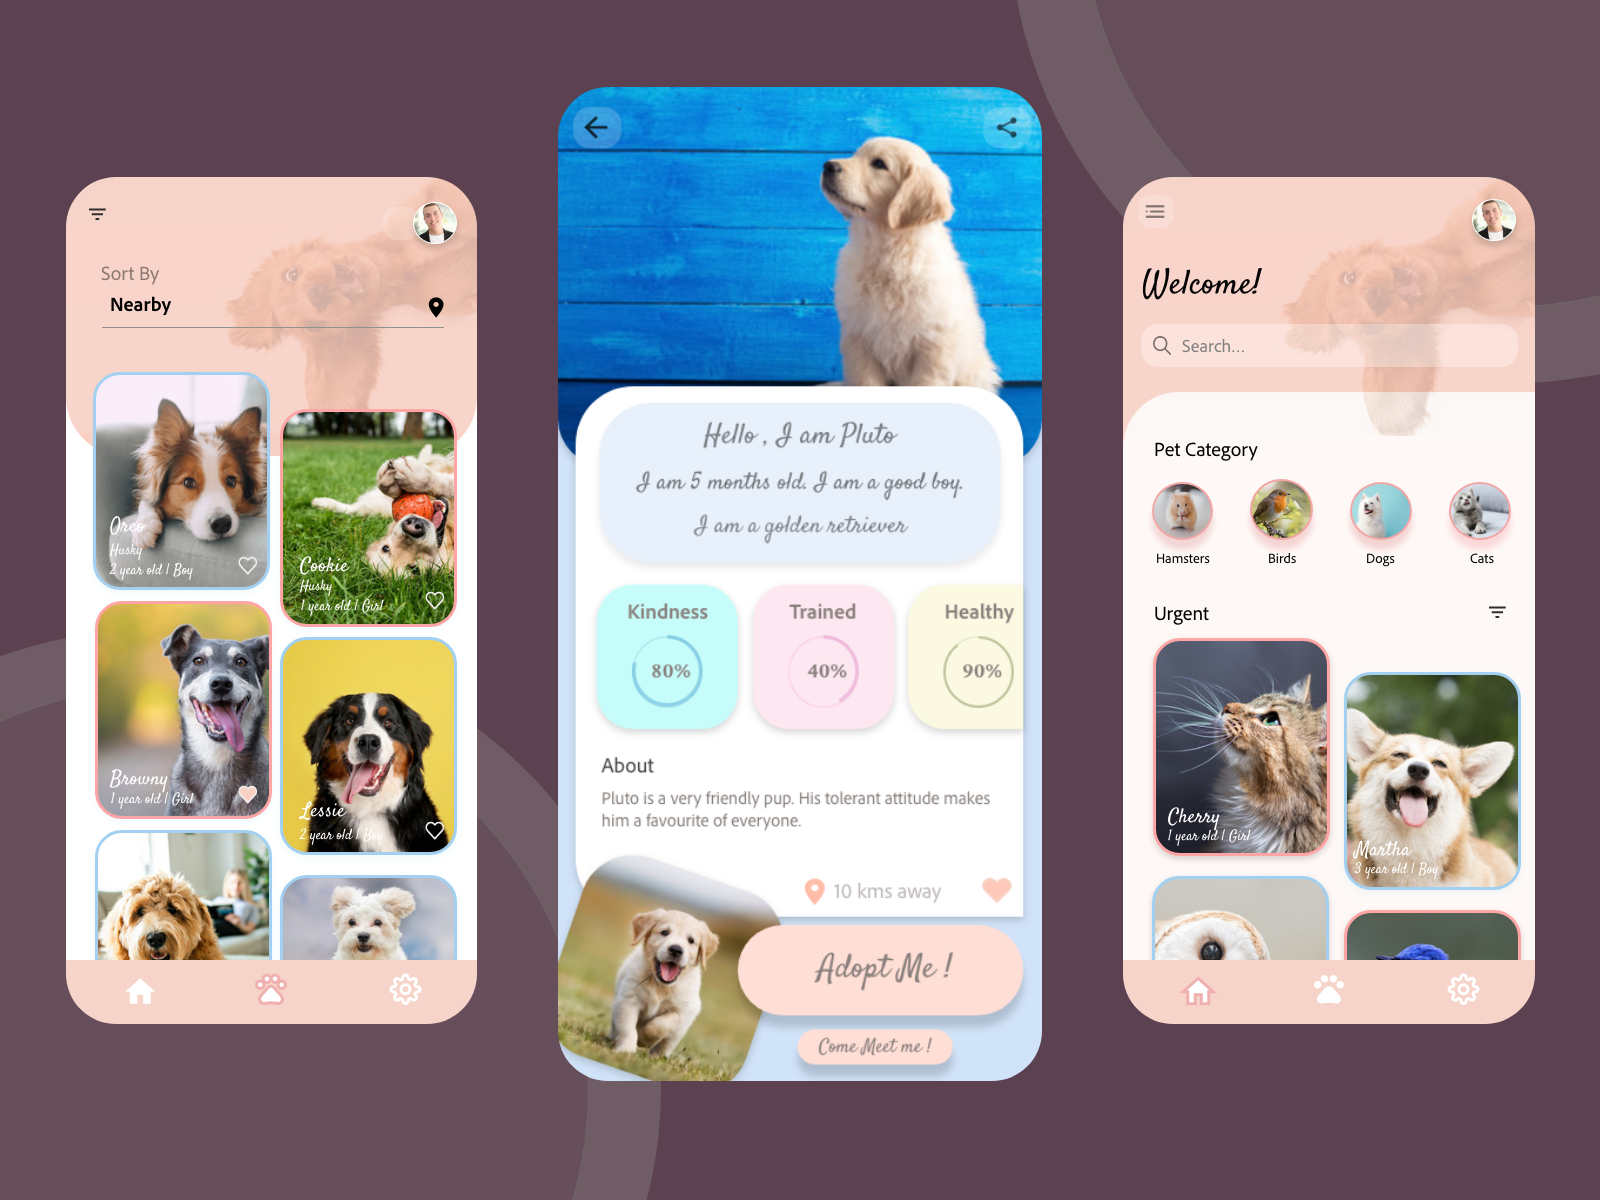 Sort By
Nearby
Oreo
Husky
2 year old | Boy
Cookie
Husky
1 year old | Girl
Browny
1 year old | Girl
Lessie
2 year old | Boy
Hello , I am Pluto
I am 5 months old. I am a good boy.
I am a golden retriever
Kindness
80%
Trained
40%
Healthy
90%
About
Pluto is a very friendly pup. His tolerant attitude makes
him a favourite of everyone.
10 kms away
Adopt Me !
Come Meet me !
Welcome!
Search...
Pet Category
Hamsters
Birds
Dogs
Cats
Urgent
Cherry
1 year old | Girl
Martha
3 year old | Boy